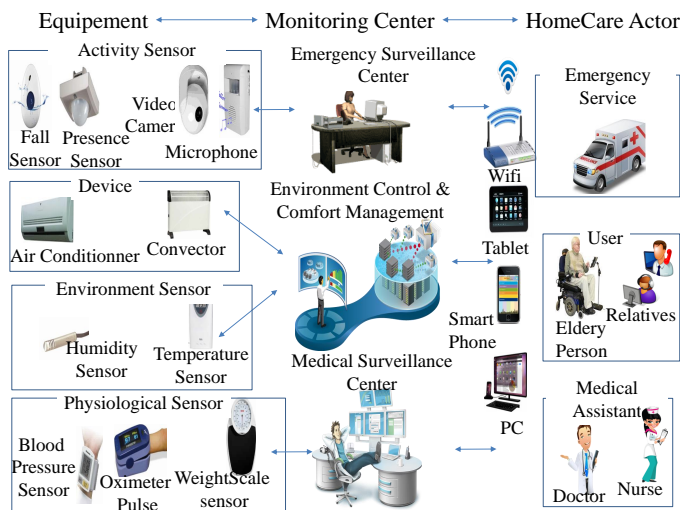 Equipement
Monitoring Center
HomeCare Actor
Activity Sensor
Fall
Sensor
Presence
Sensor
Video
Camer
Microphone
Emergency Surveillance
Center
Wifi
Emergency
Service
Device
Air Conditionner
Convector
Environment Control &
Comfort Management
Tablet
User
Eldery
Person
Relatives
Environment Sensor
Humidity
Sensor
Temperature
Sensor
Smart
Phone
Medical Surveillance
Center
PC
Physiological Sensor
Blood
Pressure
Sensor
Oximeter
Pulse
WeightScale
sensor
Medical
Assistant
Doctor
Nurse